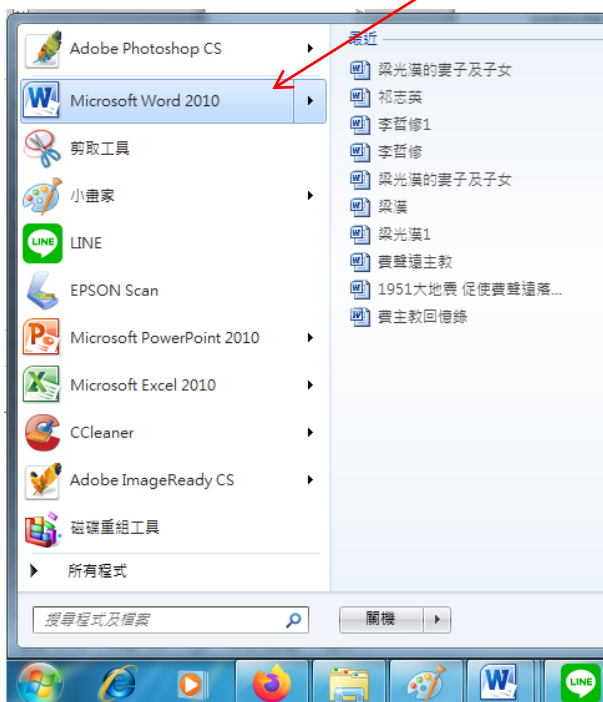 Adobe Photoshop CS
Microsoft Word 2010
剪取工具
小畫家
LINE
LINE
EPSON Scan
Microsoft PowerPoint 2010
Microsoft Excel 2010
CCleaner
Adobe ImageReady CS
磁碟重組工具
所有程式
搜尋程式及檔案
最近
梁光漢的妻子及子女
祁志英
李哲修1
李哲修
梁光漢的妻子及子女
梁漢
梁光漢1
費聲遠主教
1951大地震 促使費聲遠落...
費主教回憶錄
關機
LINE